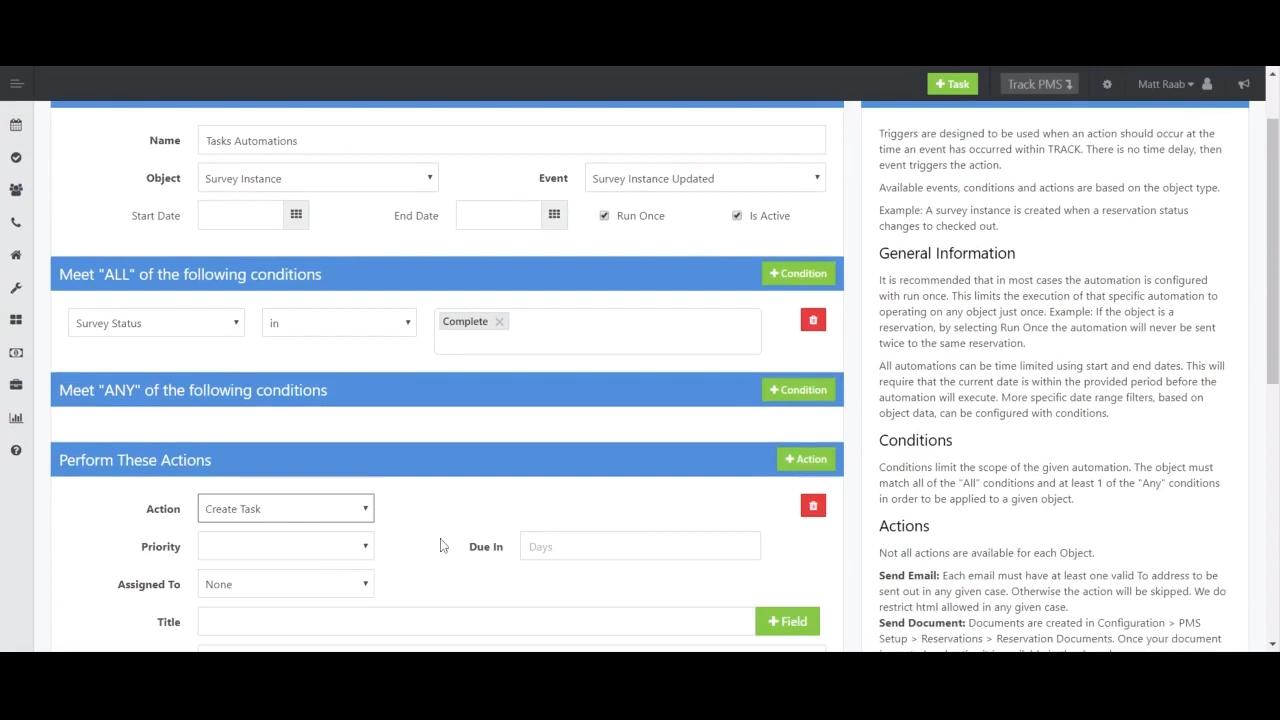 + Task
Track PMS
Matt Raab
Name
Tasks Automations
Object
Survey Instance
Event
Survey Instance Updated
Start Date
End Date
Run Once
Is Active
Meet "ALL" of the following conditions
+ Condition
Survey Status
in
Complete ×
Meet "ANY" of the following conditions
+ Condition
Perform These Actions
+ Action
Action
Create Task
Priority
Due In
Days
Assigned To
None
Title
+ Field
Triggers are designed to be used when an action should occur at the
time an event has occurred within TRACK. There is no time delay, then
event triggers the action.
Available events, conditions and actions are based on the object type.
Example: A survey instance is created when a reservation status
changes to checked out.
General Information
It is recommended that in most cases the automation is configured
with run once. This limits the execution of that specific automation to
operating on any object just once. Example: If the object is a
reservation, by selecting Run Once the automation will never be sent
twice to the same reservation.
All automations can be time limited using start and end dates. This will
require that the current date is within the provided period before the
automation will execute. More specific date range filters, based on
object data, can be configured with conditions.
Conditions
Conditions limit the scope of the given automation. The object must
match all of the "All" conditions and at least 1 of the "Any" conditions
in order to be applied to a given object.
Actions
Not all actions are available for each Object.
Send Email: Each email must have at least one valid To address to be
sent out in any given case. Otherwise the action will be skipped. We do
restrict html allowed in any given case.
Send Document: Documents are created in Configuration > PMS
Setup > Reservations > Reservation Documents. Once your document